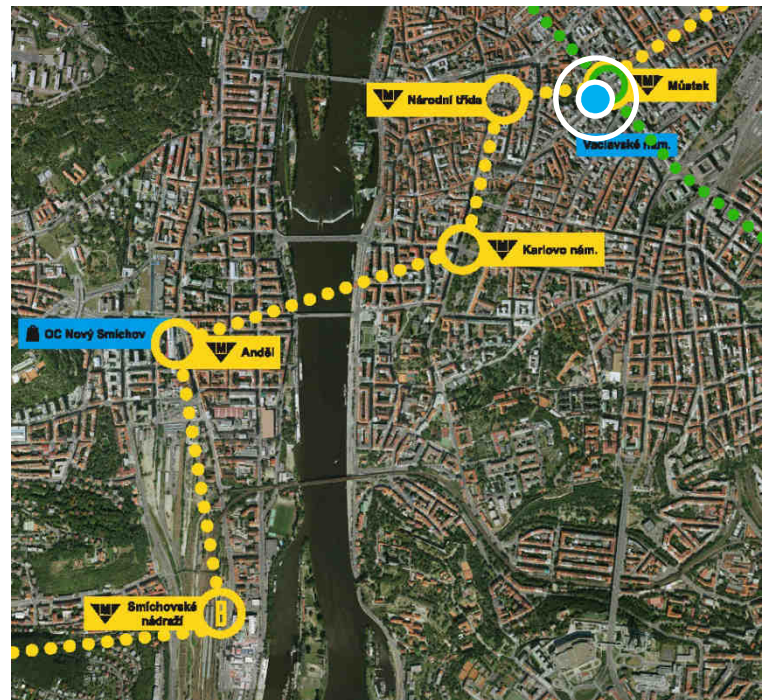 Můstek
Národní třída
Václavské nám.
Karlovo nám.
OC Nový Smíchov
Anděl
Smíchovské
nádraží